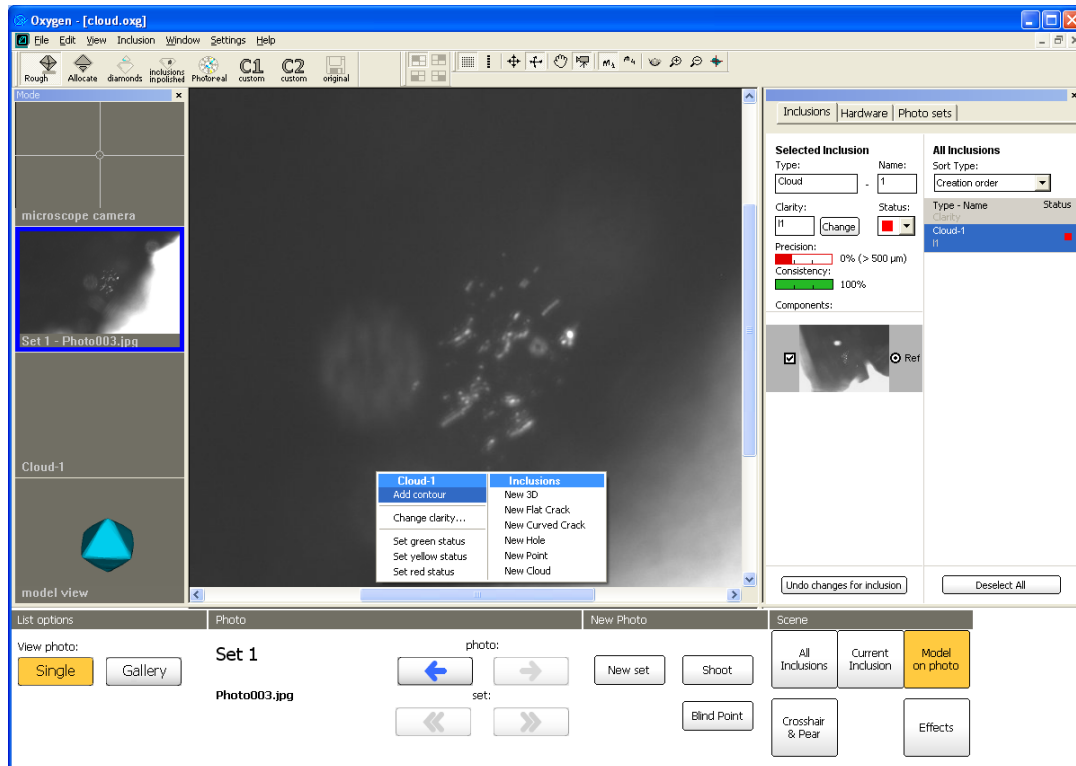 Oxygen - [cloud.oxg]
File Edit View Inclusion Window Settings Help
Rough
Allocate
diamonds
inclusions
inpolished
Photoreal
C1
custom
C2
custom
original
Mode
microscope camera
Set 1 - Photo003.jpg
Cloud-1
model view
Cloud-1
Add contour
Change clarity...
Set green status
Set yellow status
Set red status
Inclusions
New 3D
New Flat Crack
New Curved Crack
New Hole
New Point
New Cloud
Inclusions Hardware Photo sets
Selected Inclusion
Type: Name:
Cloud - 1
Clarity: Status:
I1 Change
Precision:
0% (> 500 µm)
Consistency:
100%
Components:
Ref
Undo changes for inclusion
All Inclusions
Sort Type:
Creation order
Type - Name Status
Clarity
Cloud-1
I1
Deselect All
List options
View photo:
Single Gallery
Photo
Set 1
Photo003.jpg
photo:
set:
New Photo
New set Shoot
Blind Point
Scene
All
Inclusions
Current
Inclusion
Model
on photo
Crosshair
& Pear
Effects